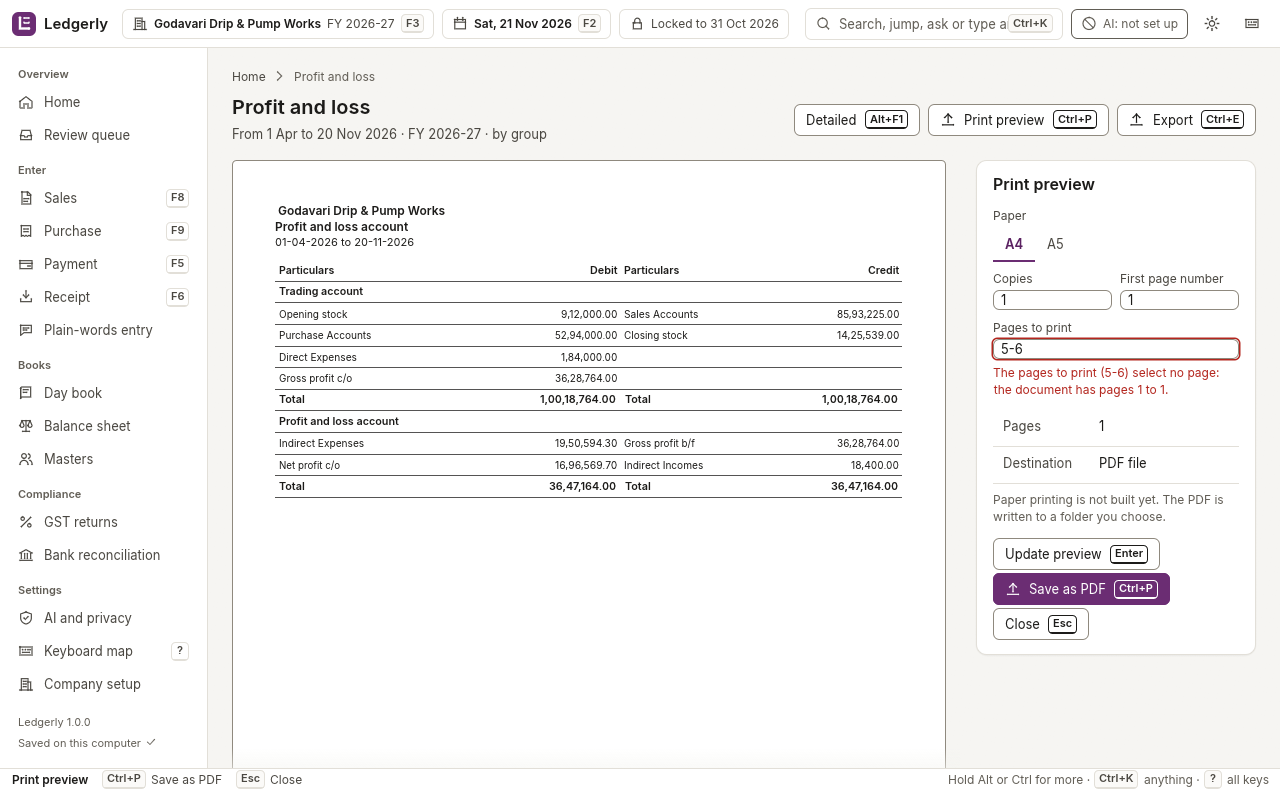 Ledgerly
Godavari Drip & Pump Works FY 2026-27 F3
Sat, 21 Nov 2026 F2
Locked to 31 Oct 2026
Search, jump, ask or type a Ctrl+K
AI: not set up
Overview
Home
Review queue
Enter
Sales F8
Purchase F9
Payment F5
Receipt F6
Plain-words entry
Books
Day book
Balance sheet
Masters
Compliance
GST returns
Bank reconciliation
Settings
AI and privacy
Keyboard map ?
Company setup
Ledgerly 1.0.0
Saved on this computer
Home > Profit and loss
Profit and loss
From 1 Apr to 20 Nov 2026 · FY 2026-27 · by group
Detailed Alt+F1
Print preview Ctrl+P
Export Ctrl+E
Godavari Drip & Pump Works
Profit and loss account
01-04-2026 to 20-11-2026
Particulars Debit Particulars Credit
Trading account
Opening stock 9,12,000.00 Sales Accounts 85,93,225.00
Purchase Accounts 52,94,000.00 Closing stock 14,25,539.00
Direct Expenses 1,84,000.00
Gross profit c/o 36,28,764.00
Total 1,00,18,764.00 Total 1,00,18,764.00
Profit and loss account
Indirect Expenses 19,50,594.30 Gross profit b/f 36,28,764.00
Net profit c/o 16,96,569.70 Indirect Incomes 18,400.00
Total 36,47,164.00 Total 36,47,164.00
Print preview
Paper
A4 A5
Copies First page number
1 1
Pages to print
5-6
The pages to print (5-6) select no page:
the document has pages 1 to 1.
Pages 1
Destination PDF file
Paper printing is not built yet. The PDF is
written to a folder you choose.
Update preview Enter
Save as PDF Ctrl+P
Close Esc
Print preview Ctrl+P Save as PDF Esc Close
Hold Alt or Ctrl for more · Ctrl+K anything · ? all keys